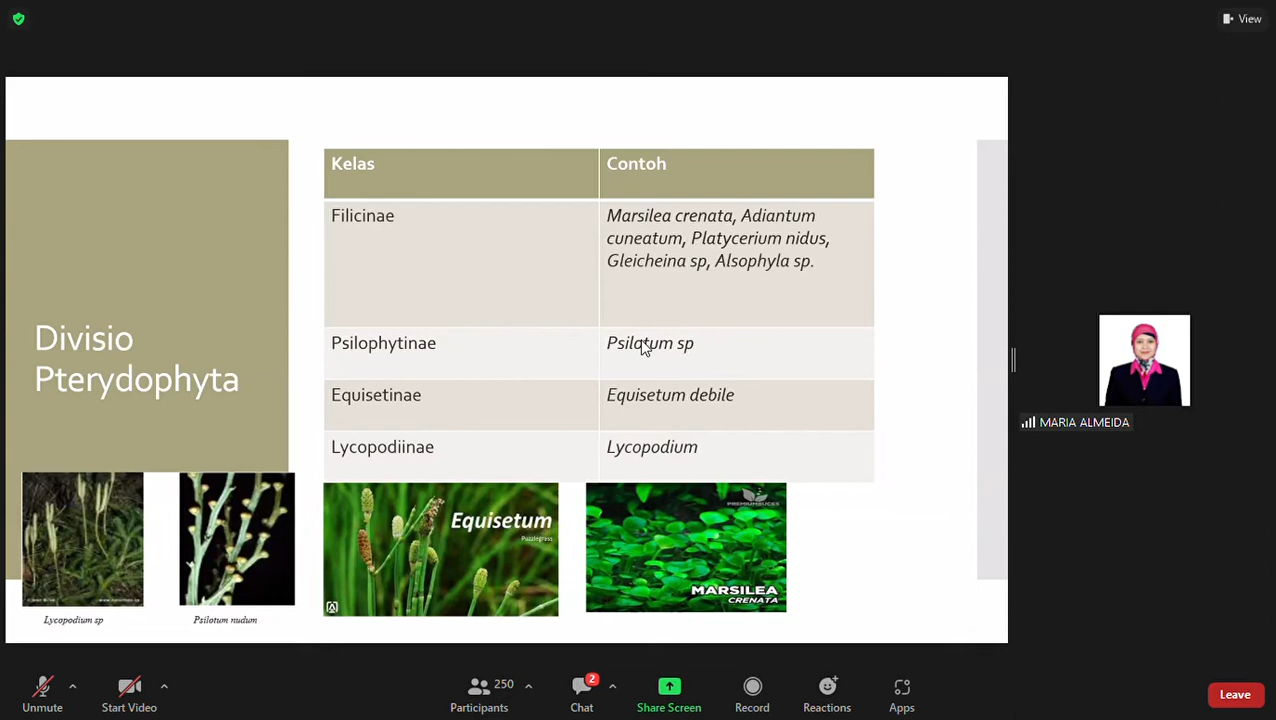 View
Kelas
Contoh
Filicinae
Marsilea crenata, Adiantum
cuneatum, Platycerium nidus,
Gleicheina sp, Alsophyla sp.
Divisio
Pterydophyta
Psilophytinae
Psilotum sp
Equisetinae
Equisetum debile
Lycopodiinae
Lycopodium
MARIA ALMEIDA
Equisetum
Puzzlegrass
MARSILEA
CRENATA
Lycopodium sp
Psilotum nudum
Unmute
Start Video
250
Participants
2
Chat
Share Screen
Record
Reactions
Apps
Leave